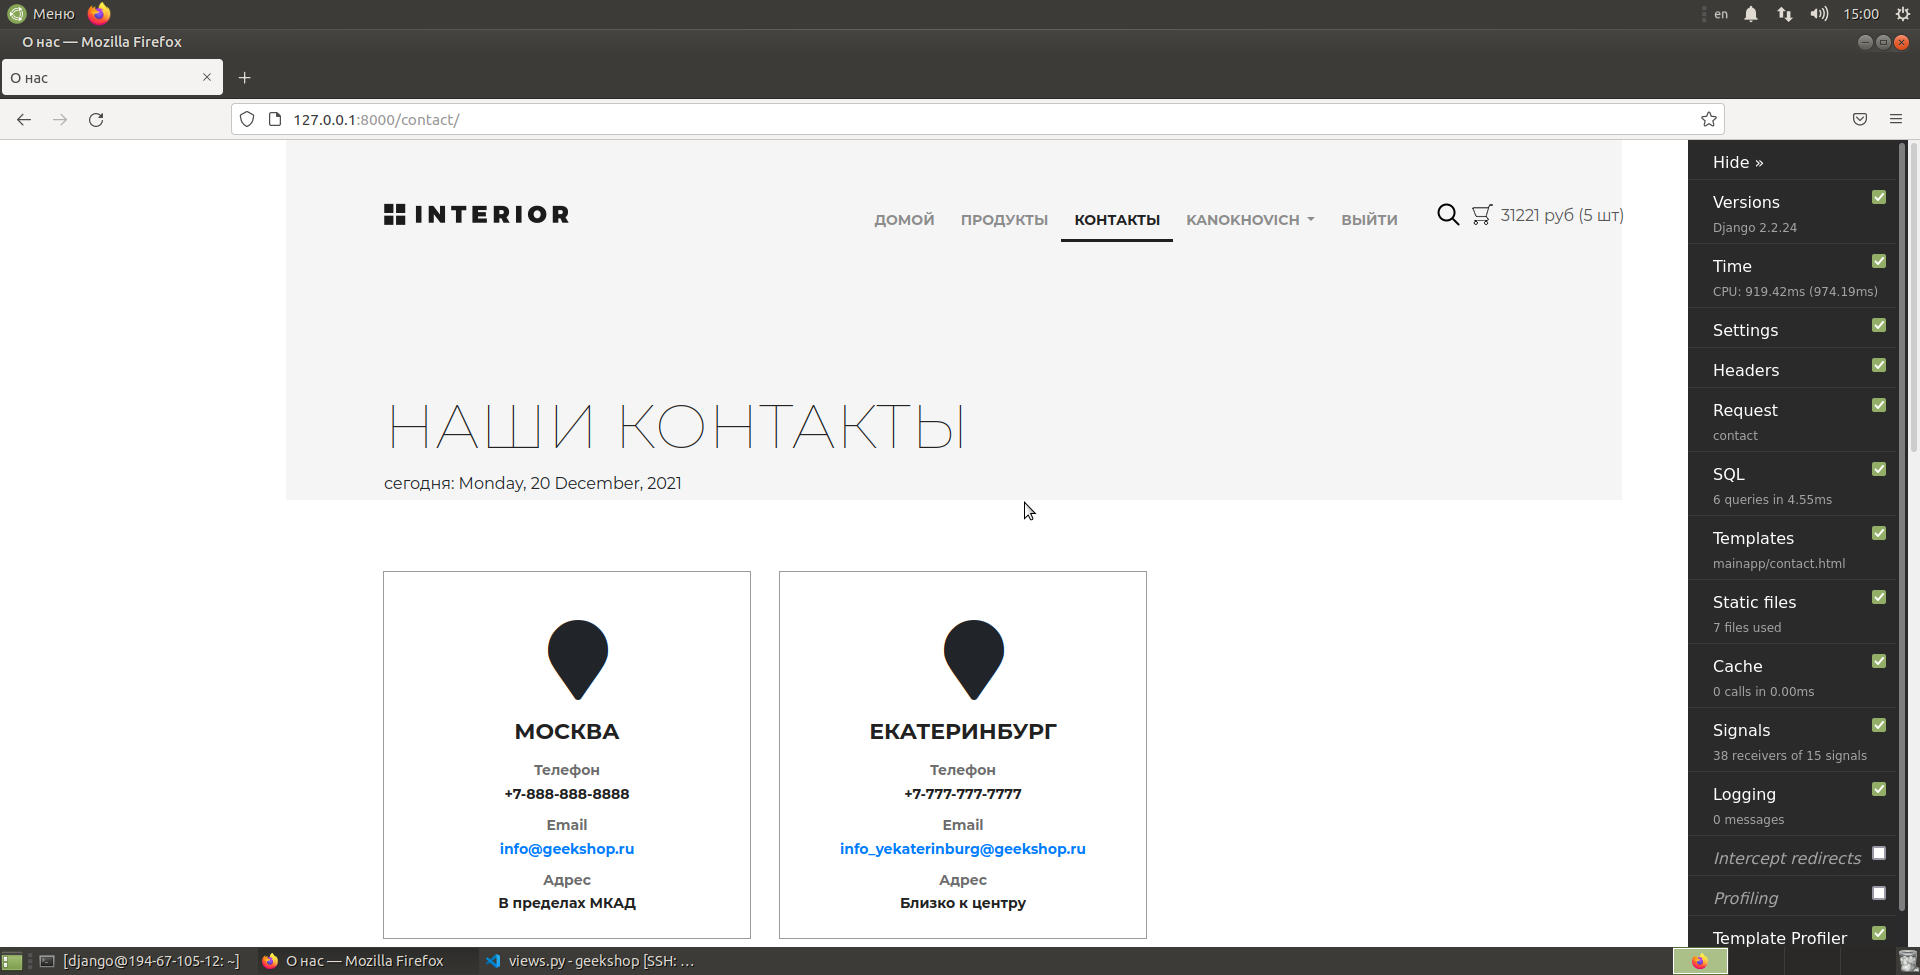 Меню
en
15:00
О нас — Mozilla Firefox
О нас
127.0.0.1:8000/contact/
INTERIOR
ДОМОЙ
ПРОДУКТЫ
КОНТАКТЫ
KANOKHOVICH
ВЫЙТИ
31221 руб (5 шт)
НАШИ КОНТАКТЫ
сегодня: Monday, 20 December, 2021
МОСКВА
Телефон
+7-888-888-8888
Email
info@geekshop.ru
Адрес
В пределах МКАД
ЕКАТЕРИНБУРГ
Телефон
+7-777-777-7777
Email
info_yekaterinburg@geekshop.ru
Адрес
Близко к центру
Hide »
Versions
Django 2.2.24
Time
CPU: 919.42ms (974.19ms)
Settings
Headers
Request
contact
SQL
6 queries in 4.55ms
Templates
mainapp/contact.html
Static files
7 files used
Cache
0 calls in 0.00ms
Signals
38 receivers of 15 signals
Logging
0 messages
Intercept redirects
Profiling
Template Profiler
[django@194-67-105-12: ~]
О нас — Mozilla Firefox
views.py - geekshop [SSH: ...